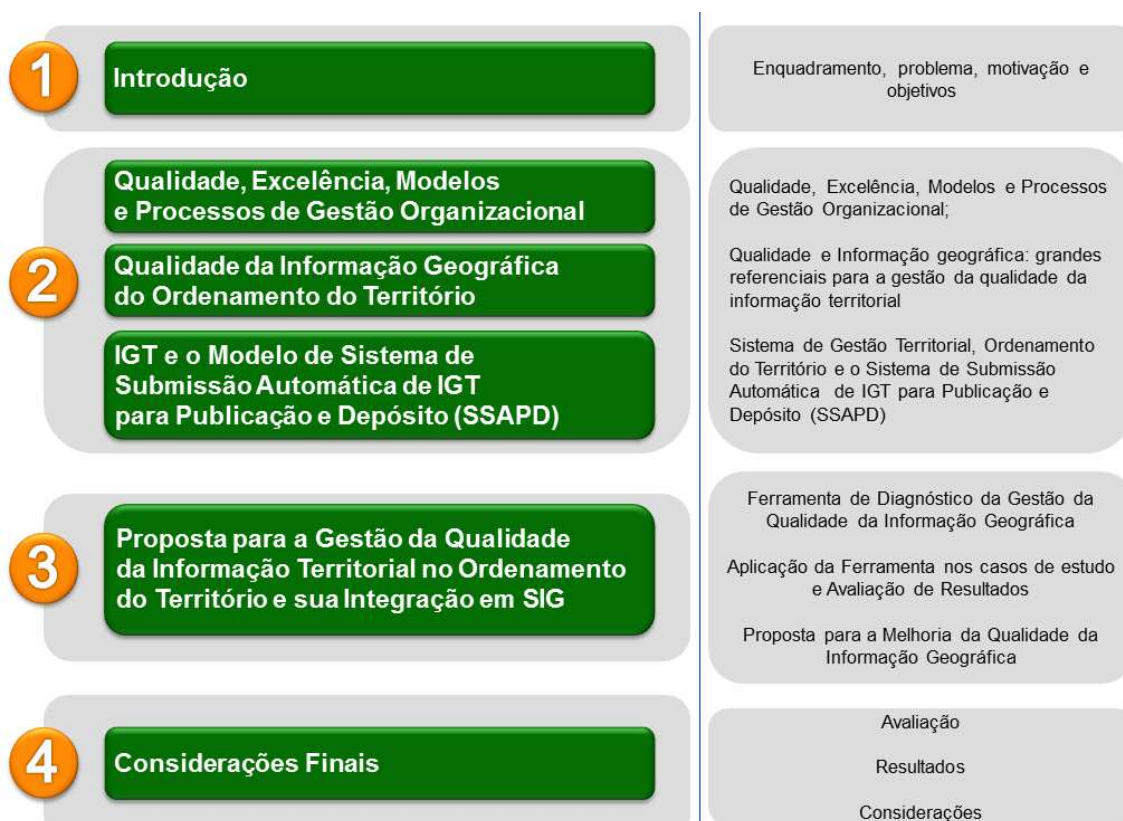 1
Introdução
Enquadramento, problema, motivação e
objetivos
2
Qualidade, Excelência, Modelos
e Processos de Gestão Organizacional
Qualidade da Informação Geográfica
do Ordenamento do Território
IGT e o Modelo de Sistema de
Submissão Automática de IGT
para Publicação e Depósito (SSAPD)
Qualidade, Excelência, Modelos e Processos
de Gestão Organizacional;
Qualidade e Informação geográfica: grandes
referenciais para a gestão da qualidade da
informação territorial
Sistema de Gestão Territorial, Ordenamento
do Território e o Sistema de Submissão
Automática de IGT para Publicação e
Depósito (SSAPD)
3
Proposta para a Gestão da Qualidade
da Informação Territorial no Ordenamento
do Território e sua Integração em SIG
Ferramenta de Diagnóstico da Gestão da
Qualidade da Informação Geográfica
Aplicação da Ferramenta nos casos de estudo
e Avaliação de Resultados
Proposta para a Melhoria da Qualidade da
Informação Geográfica
4
Considerações Finais
Avaliação
Resultados
Considerações